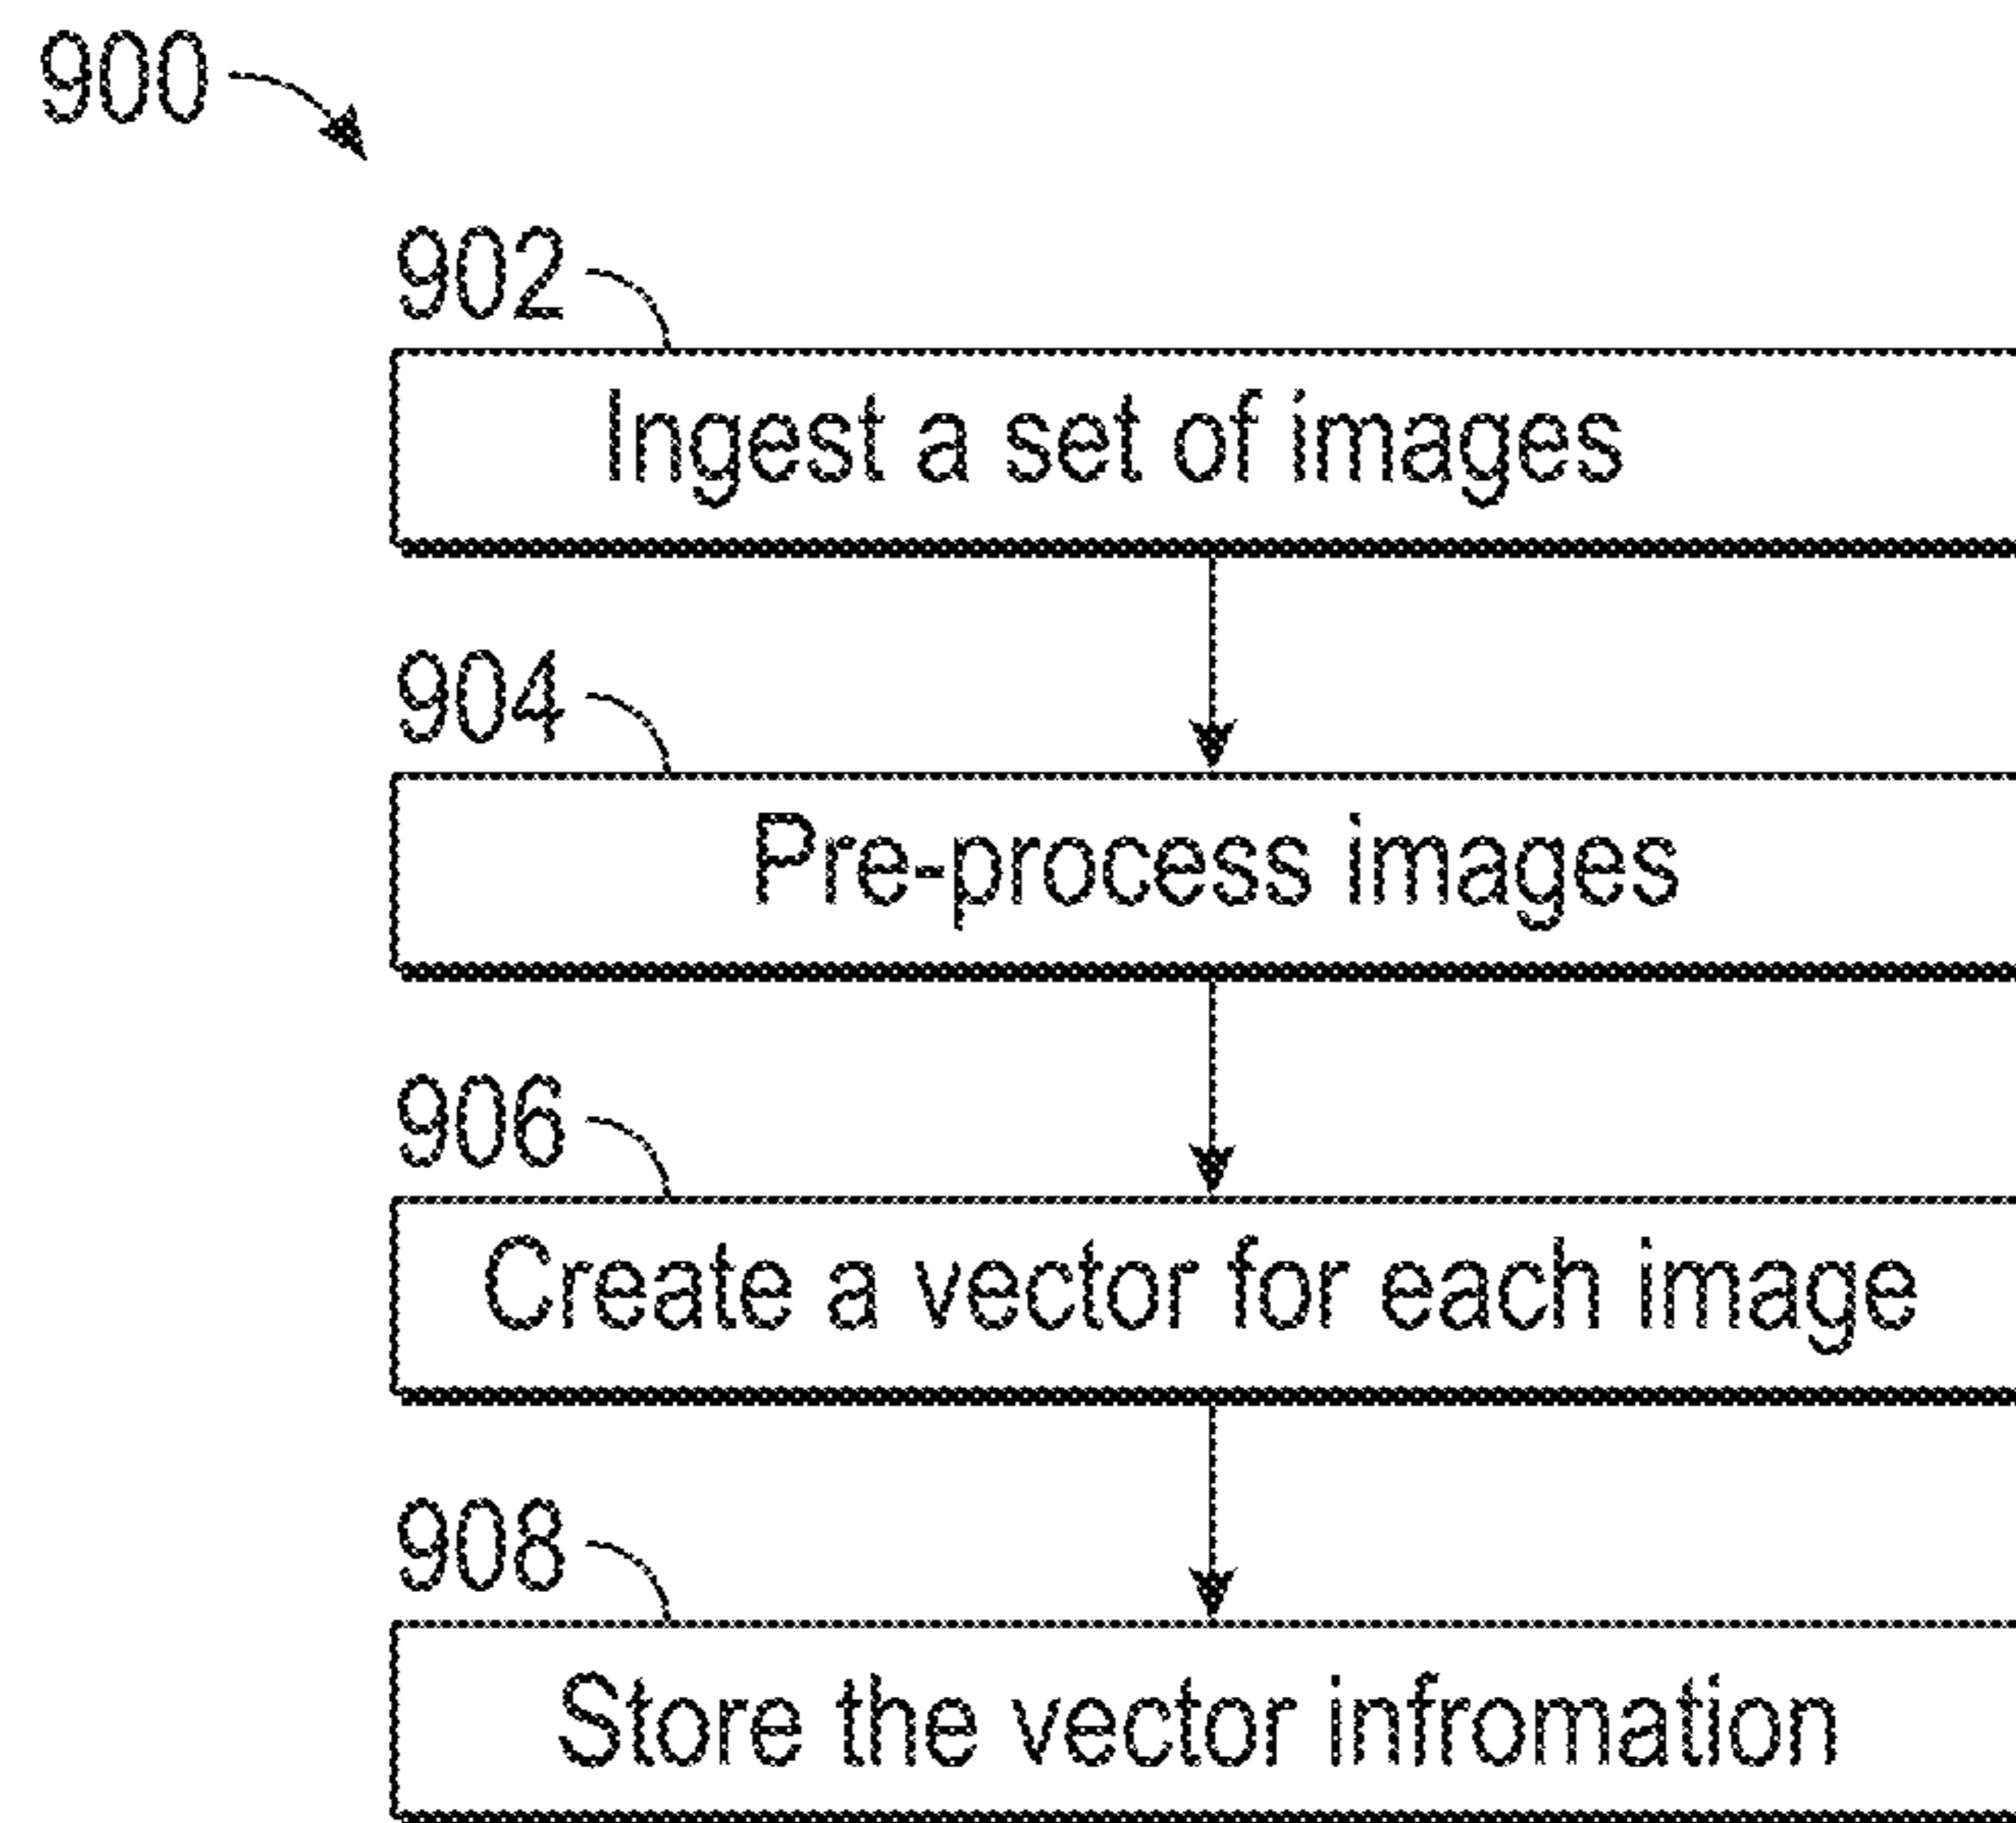 900
902
Ingest a set of images
904
Pre-process images
906
Create a vector for each image
908
Store the vector infromation